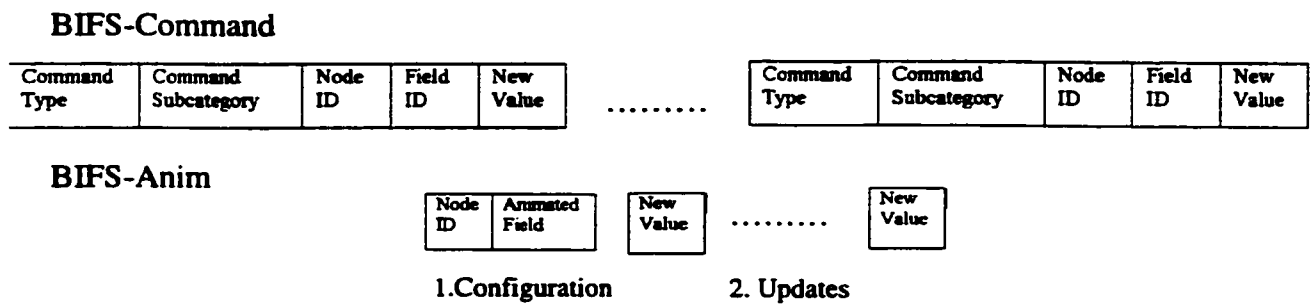 BIFS-Command
Command Type Command Subcategory Node ID Field ID New Value ......... Command Type Command Subcategory Node ID Field ID New Value
BIFS-Anim
Node ID Animated Field New Value ......... New Value
1.Configuration 2. Updates